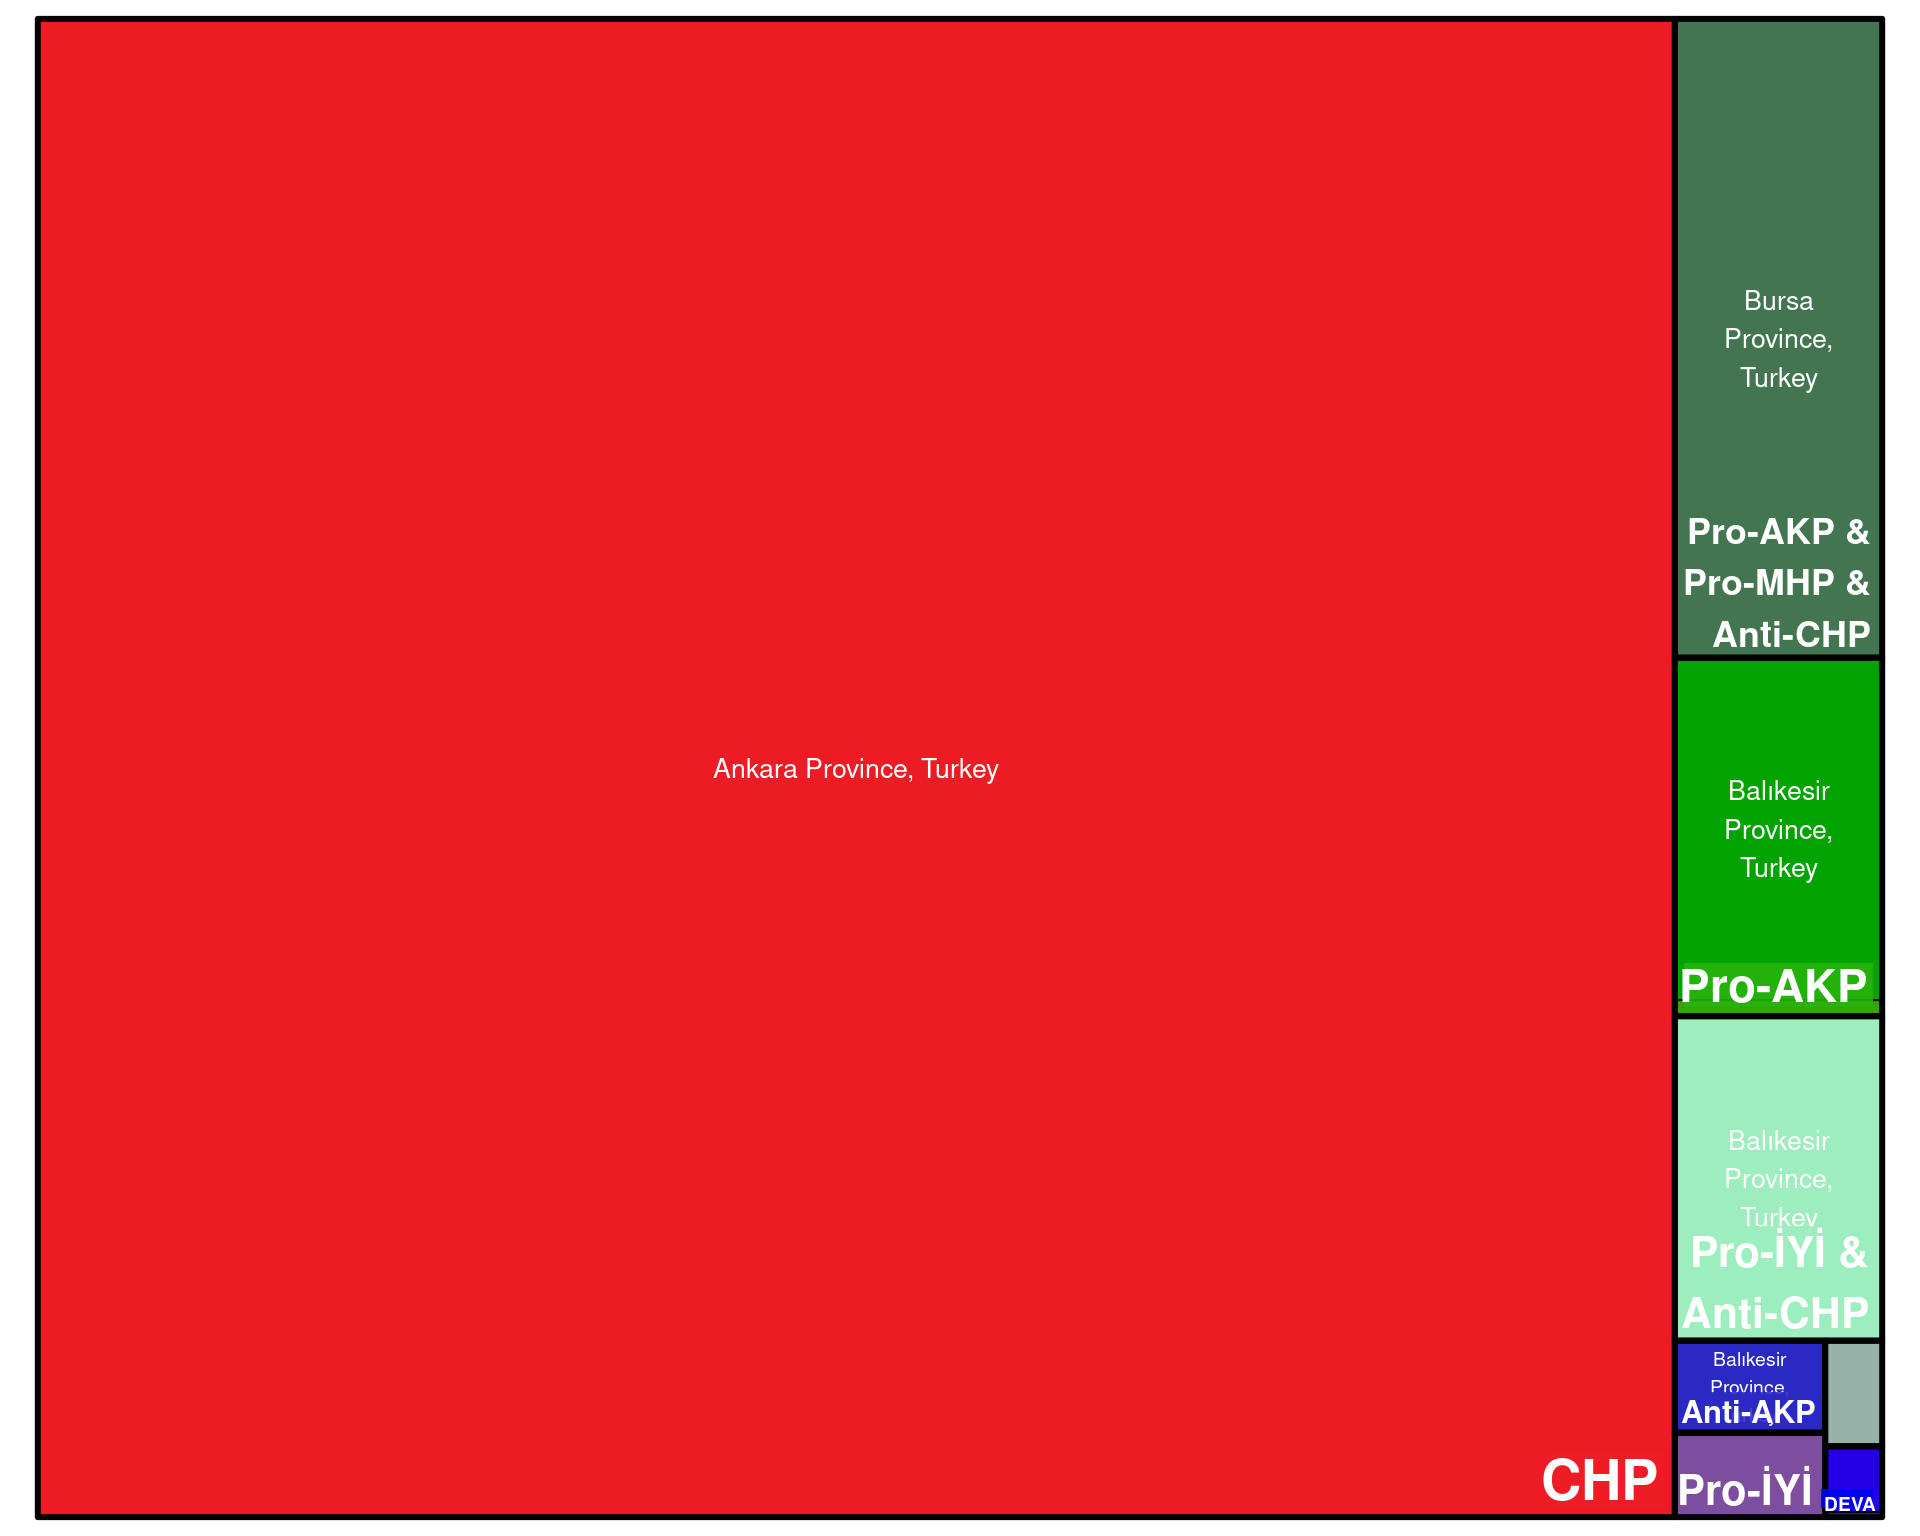 Ankara Province, Turkey
CHP
Bursa
Province,
Turkey
Pro-AKP &
Pro-MHP &
Anti-CHP
Balıkesir
Province,
Turkey
Pro-AKP
Balıkesir
Province,
Turkey
Pro-İYİ &
Anti-CHP
Balıkesir
Province,
Anti-AKP
Pro-İYİ
DEVA